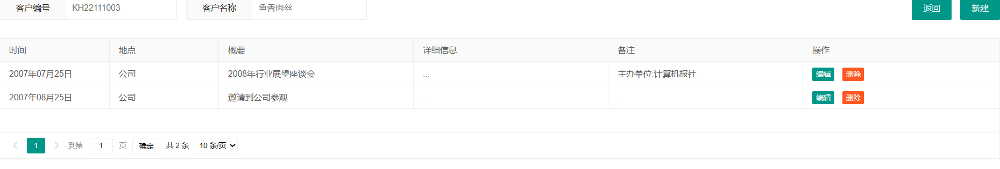 客户编号 KH22111003 客户名称 鱼香肉丝 返回 新建
时间 地点 概要 详细信息 备注 操作
2007年07月25日 公司 2008年行业展望座谈会 ... 主办单位:计算机报社 编辑 删除
2007年08月25日 公司 邀请到公司参观 ... . 编辑 删除
1 到第 1 页 确定 共 2 条 10 条/页